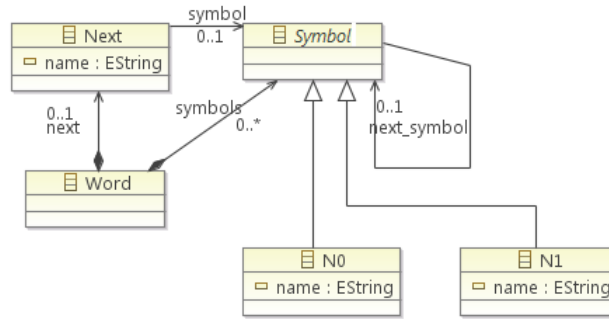 symbol
Next
0..1
Symbol
name : EString
symbols
0..*
0..1
next
0..1
next_symbol
Word
N0
name : EString
N1
name : EString